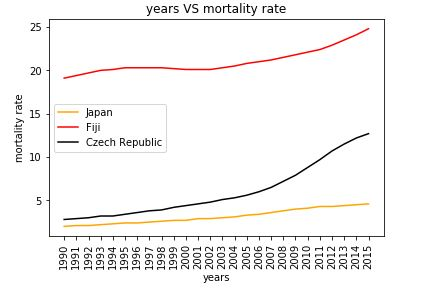 years VS mortality rate
25
20
15
10
5
mortality rate
Japan
Fiji
Czech Republic
1990 1991 1992 1993 1994 1995 1996 1997 1998 1999 2000 2001 2002 2003 2004 2005 2006 2007 2008 2009 2010 2011 2012 2013 2014 2015
years